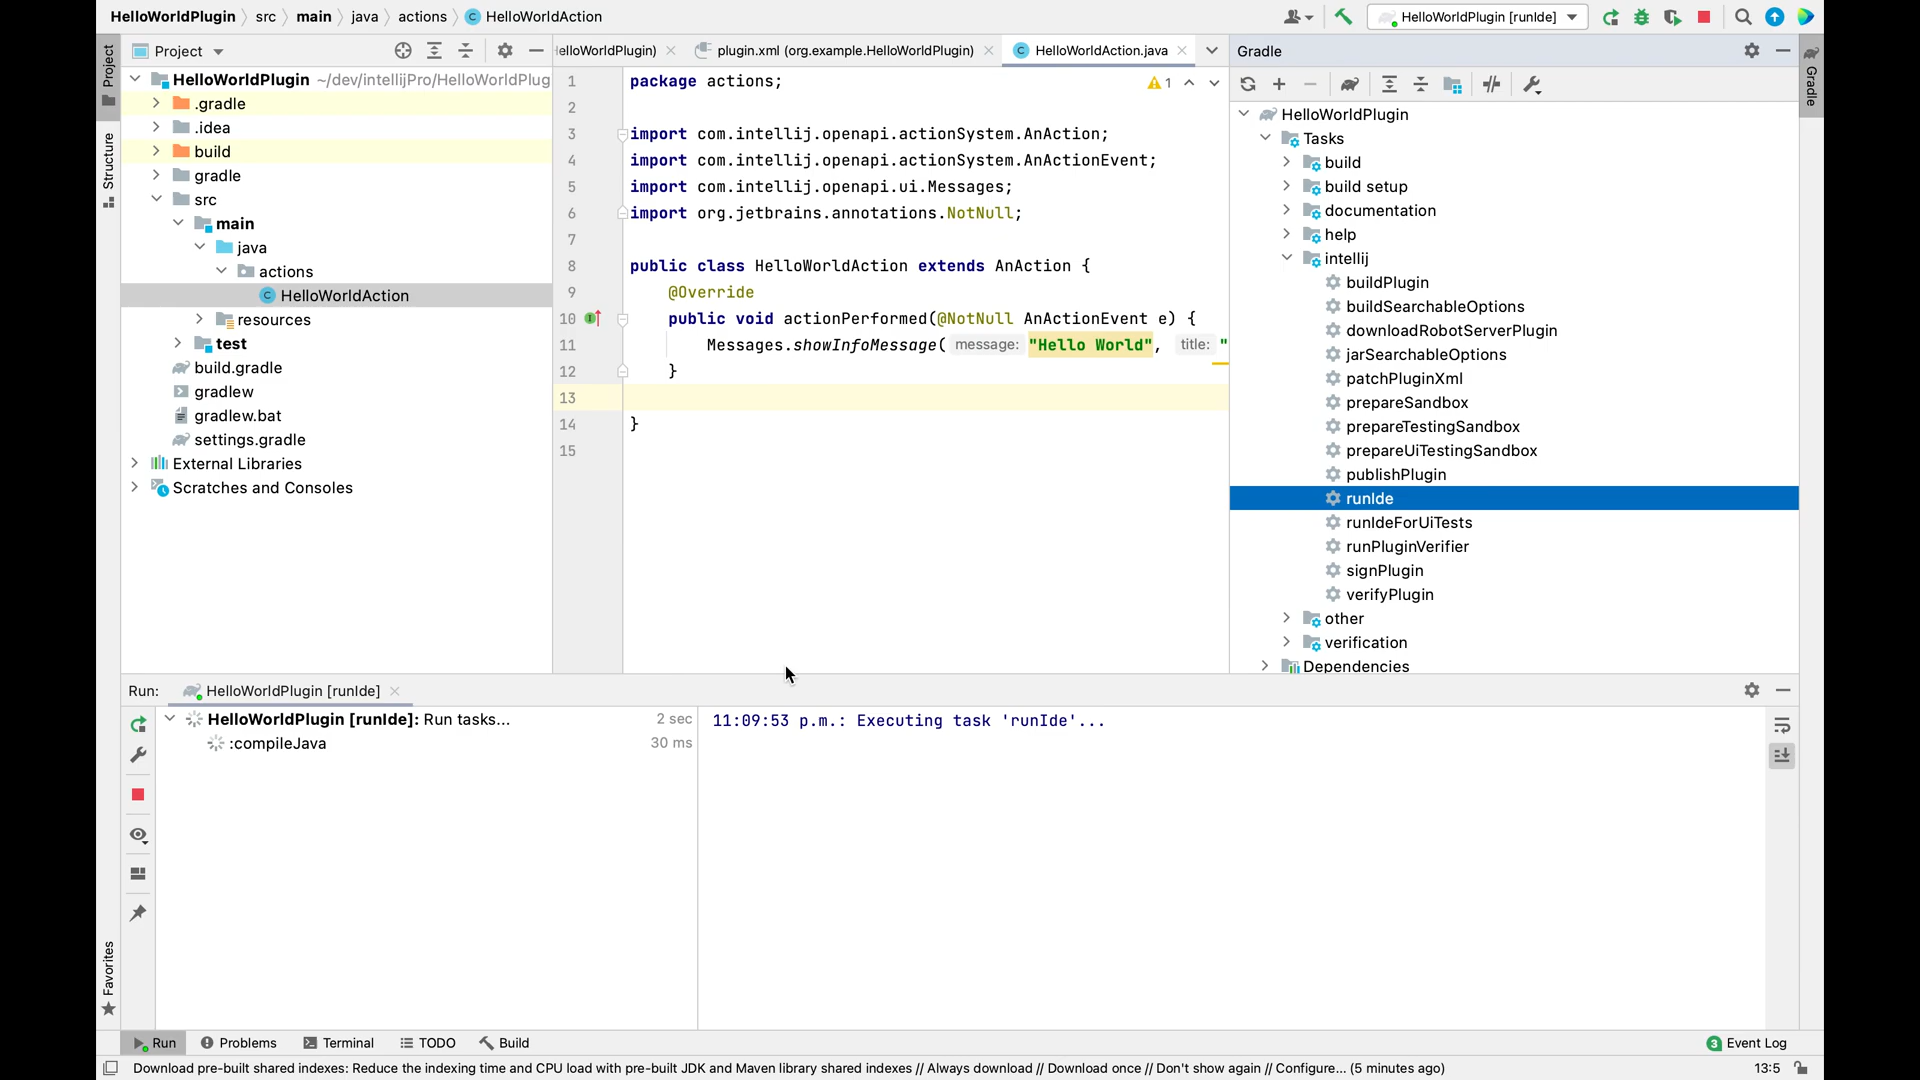 HelloWorldPlugin src main java actions HelloWorldAction
HelloWorldPlugin [runIde]
Project
elloWorldPlugin)
plugin.xml (org.example.HelloWorldPlugin)
HelloWorldAction.java
Gradle
Project
Structure
Favorites
Gradle
HelloWorldPlugin ~/dev/intellijPro/HelloWorldPlug
.gradle
.idea
build
gradle
src
main
java
actions
HelloWorldAction
resources
test
build.gradle
gradlew
gradlew.bat
settings.gradle
External Libraries
Scratches and Consoles
1 package actions;
1
2
3 import com.intellij.openapi.actionSystem.AnAction;
4 import com.intellij.openapi.actionSystem.AnActionEvent;
5 import com.intellij.openapi.ui.Messages;
6 import org.jetbrains.annotations.NotNull;
7
8 public class HelloWorldAction extends AnAction {
9 @Override
10 public void actionPerformed(@NotNull AnActionEvent e) {
11 Messages.showInfoMessage( message: "Hello World", title: "
12 }
13
14 }
15
HelloWorldPlugin
Tasks
build
build setup
documentation
help
intellij
buildPlugin
buildSearchableOptions
downloadRobotServerPlugin
jarSearchableOptions
patchPluginXml
prepareSandbox
prepareTestingSandbox
prepareUiTestingSandbox
publishPlugin
runIde
runIdeForUiTests
runPluginVerifier
signPlugin
verifyPlugin
other
verification
Dependencies
Run: HelloWorldPlugin [runIde]
HelloWorldPlugin [runIde]: Run tasks... 2 sec
:compileJava 30 ms
11:09:53 p.m.: Executing task 'runIde'...
Run Problems Terminal TODO Build
3 Event Log
Download pre-built shared indexes: Reduce the indexing time and CPU load with pre-built JDK and Maven library shared indexes // Always download // Download once // Don't show again // Configure... (5 minutes ago)
13:5